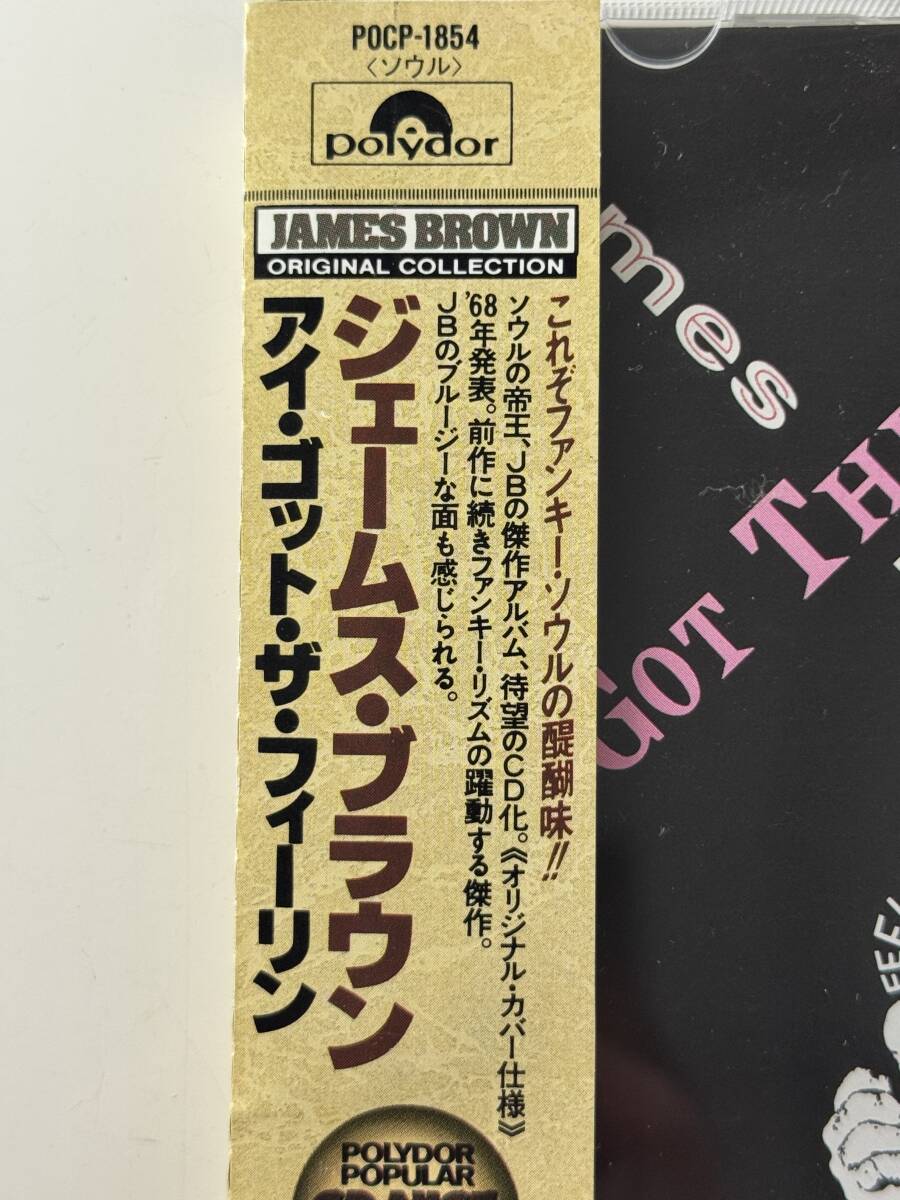 POCP-1854
〈ソウル〉
polydor
JAMES BROWN
ORIGINAL COLLECTION
これぞファンキー・ソウルの醍醐味!!
ソウルの帝王、JBの傑作アルバム、待望のCD化。《オリジナル・カバー仕様》
'68年発表。前作に続きファンキー・リズムの躍動する傑作。
JBのブルージーな面も感じられる。
ジェームス・ブラウン
アイ・ゴット・ザ・フィーリン
POLYDOR
POPULAR
mes
GOT THE
FEEL